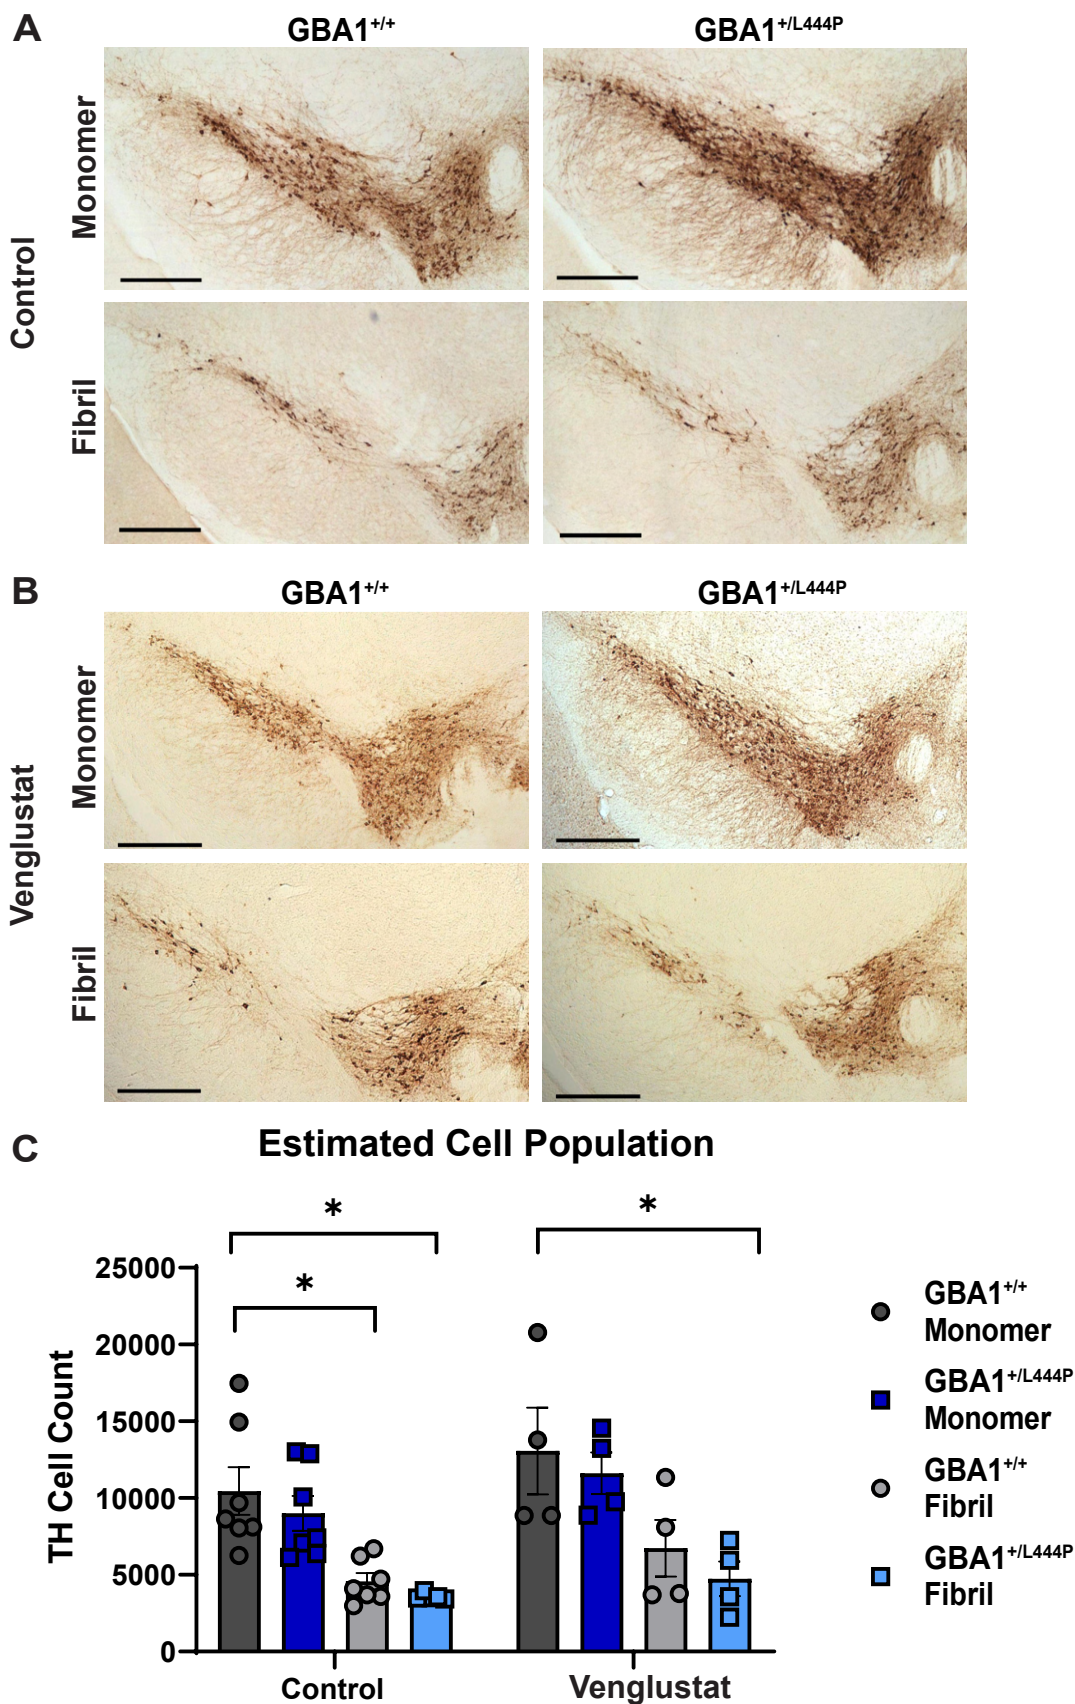 A
GBA1+/+
GBA1+/L444P
Control
Monomer
Fibril
B
GBA1+/+
GBA1+/L444P
Venglustat
Monomer
Fibril
C
Estimated Cell Population
*
*
*
TH Cell Count
25000
20000
15000
10000
5000
0
Control
Venglustat
GBA1+/+
Monomer
GBA1+/L444P
Monomer
GBA1+/+
Fibril
GBA1+/L444P
Fibril